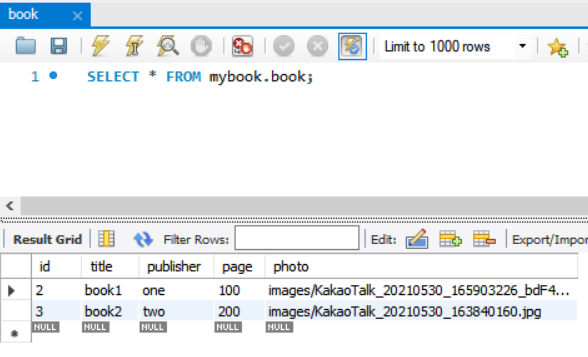 book
Limit to 1000 rows
1 SELECT * FROM mybook.book;
Result Grid Filter Rows: Edit: Export/Impor
id title publisher page photo
2 book1 one 100 images/KakaoTalk_20210530_165903226_bdF4...
3 book2 two 200 images/KakaoTalk_20210530_163840160.jpg
NULL NULL NULL NULL NULL